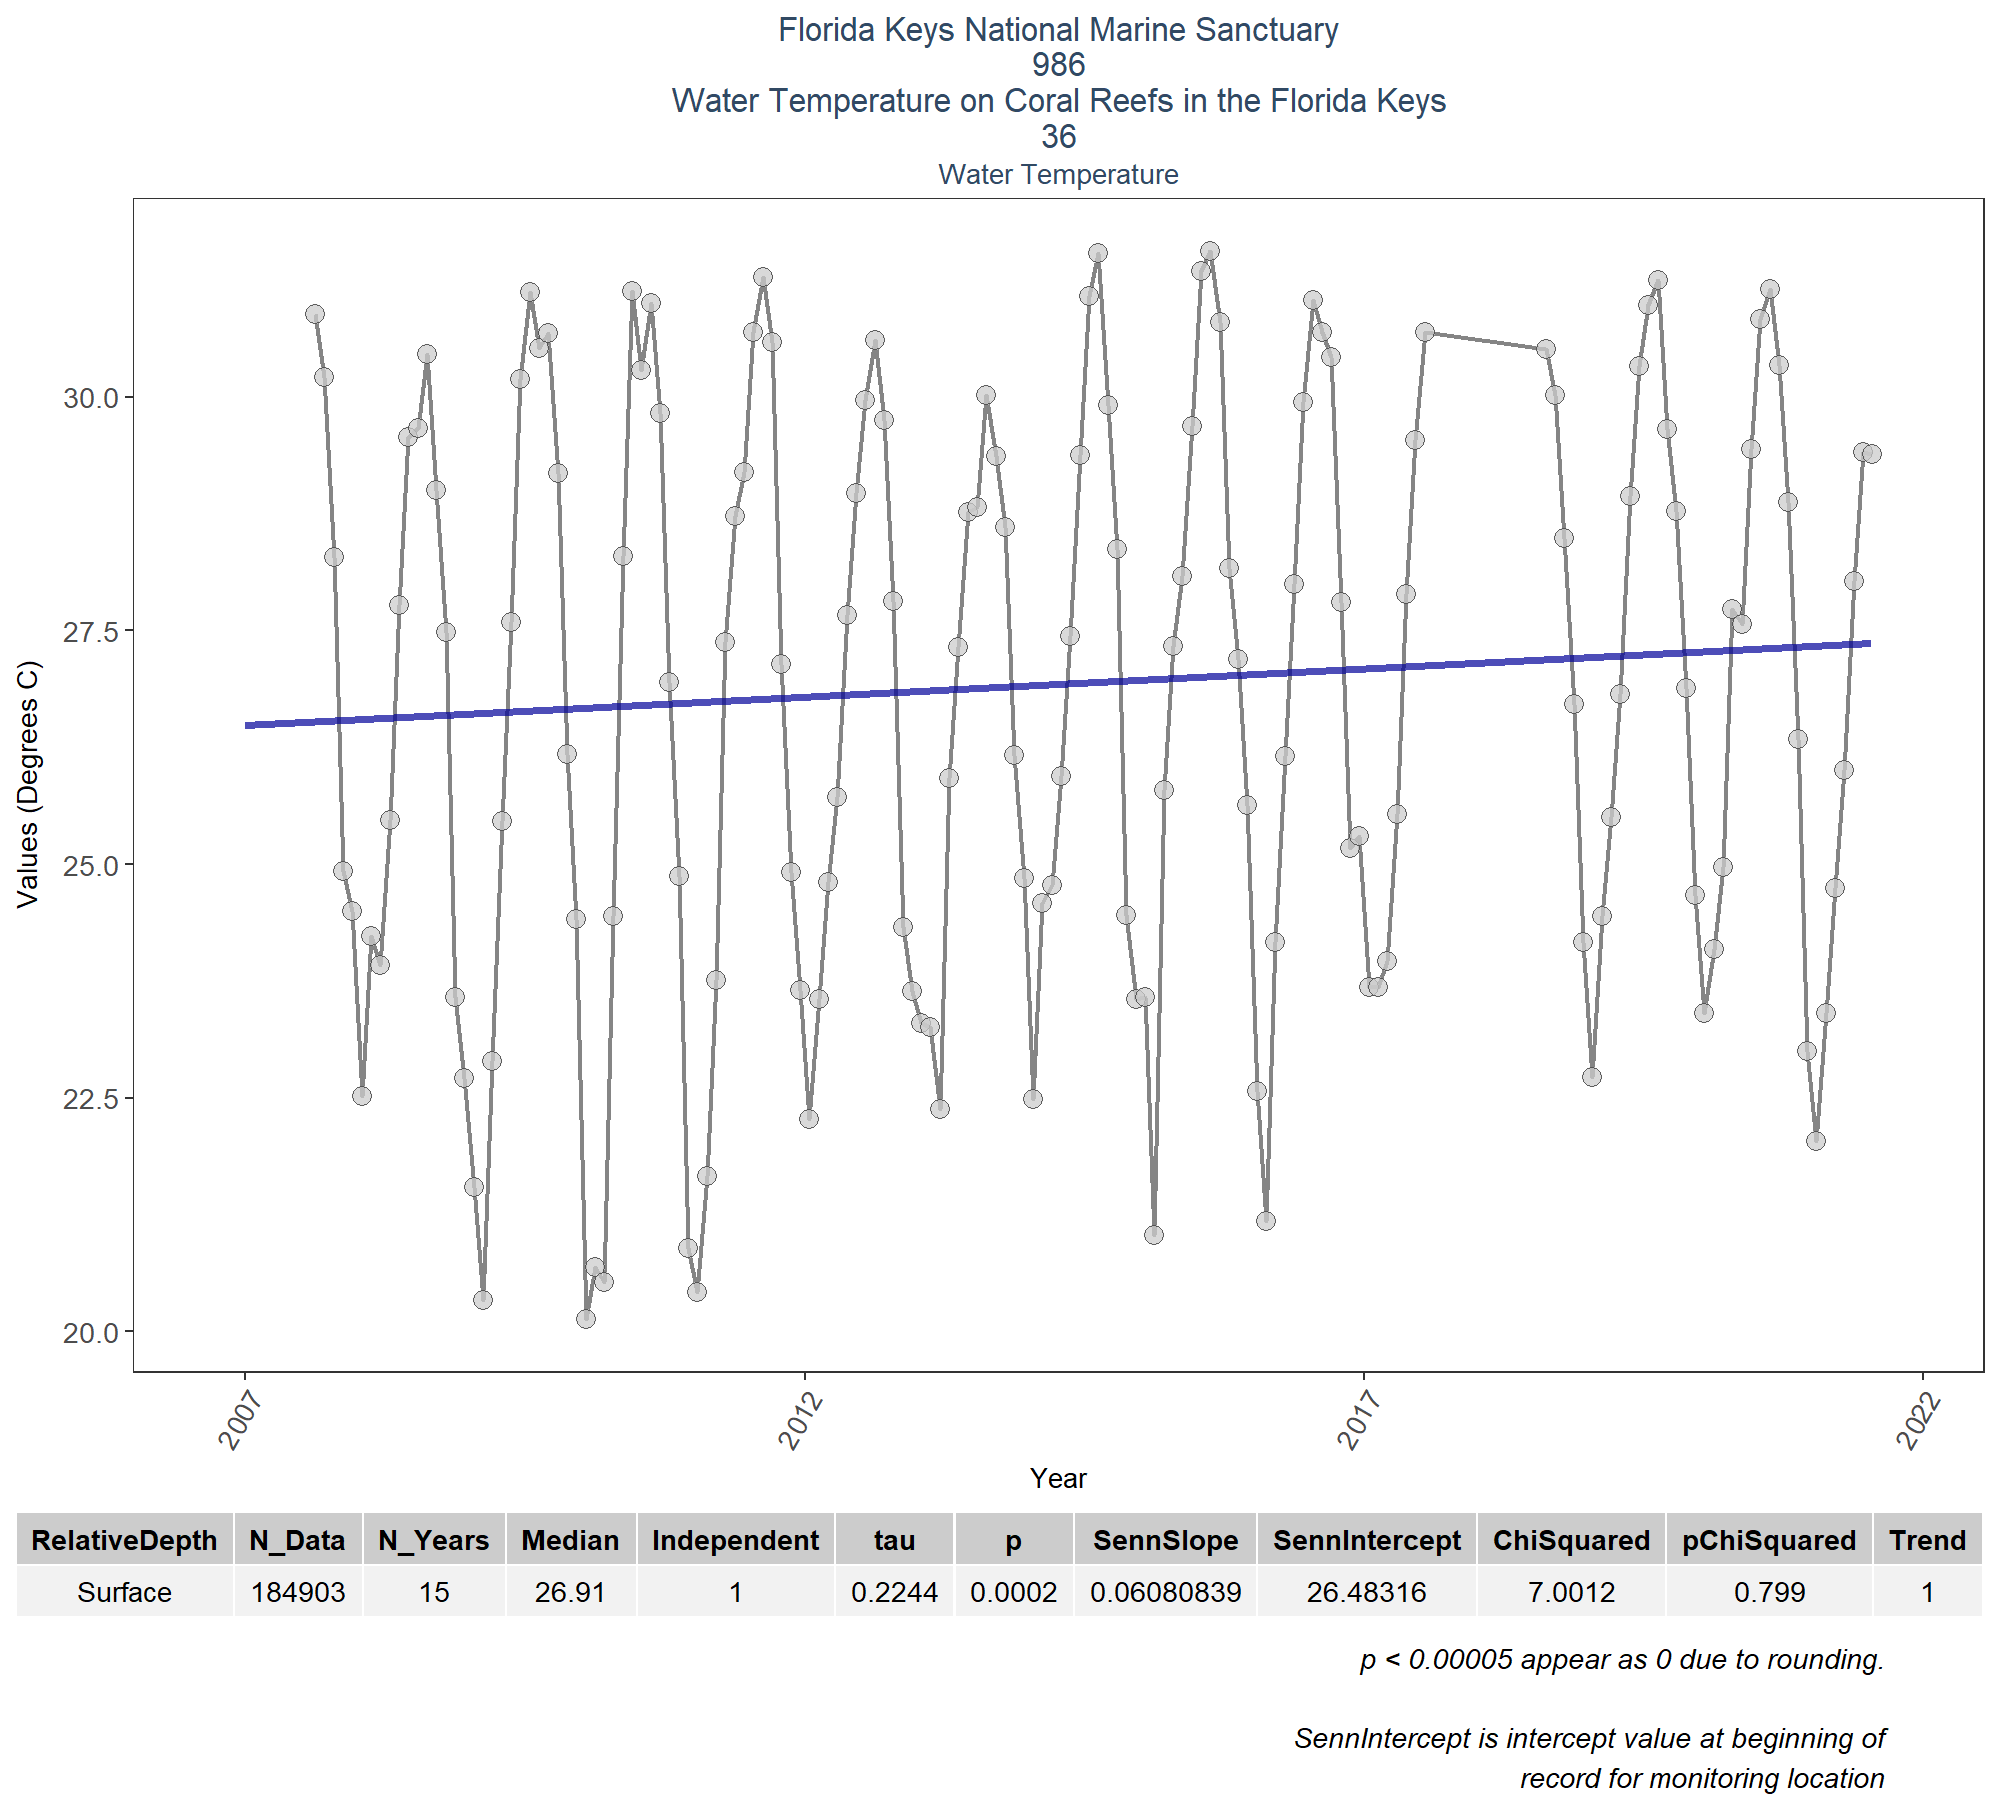 Florida Keys National Marine Sanctuary
986
Water Temperature on Coral Reefs in the Florida Keys
36
Water Temperature
Values (Degrees C)
30.0
27.5
25.0
22.5
20.0
2007
2012
2017
2022
Year
RelativeDepth N_Data N_Years Median Independent tau p SennSlope SennIntercept ChiSquared pChiSquared Trend
Surface 184903 15 26.91 1 0.2244 0.0002 0.06080839 26.48316 7.0012 0.799 1
p < 0.00005 appear as 0 due to rounding.
SennIntercept is intercept value at beginning of
record for monitoring location